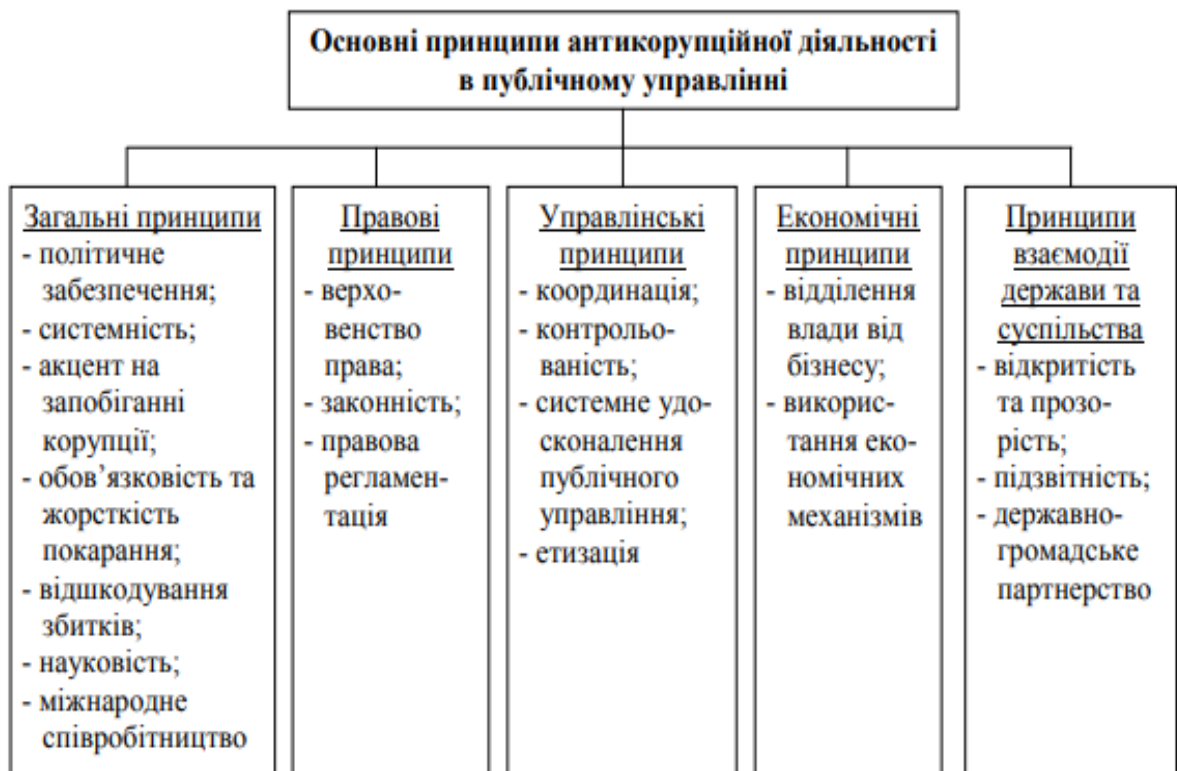 Основні принципи антикорупційної діяльності
в публічному управлінні
Загальні принципи
- політичне
забезпечення;
- системність;
- акцент на
запобіганні
корупції;
- обов’язковість та
жорсткість
покарання;
- відшкодування
збитків;
- науковість;
- міжнародне
співробітництво
Правові
принципи
- верхо-
венство
права;
- законність;
- правова
регламен-
тація
Управлінські
принципи
- координація;
- контрольо-
ваність;
- системне удо-
сконалення
публічного
управління;
- етизація
Економічні
принципи
- відділення
влади від
бізнесу;
- викорис-
тання еко-
номічних
механізмів
Принципи
взаємодії
держави та
суспільства
- відкритість
та прозо-
рість;
- підзвітність;
- державно-
громадське
партнерство